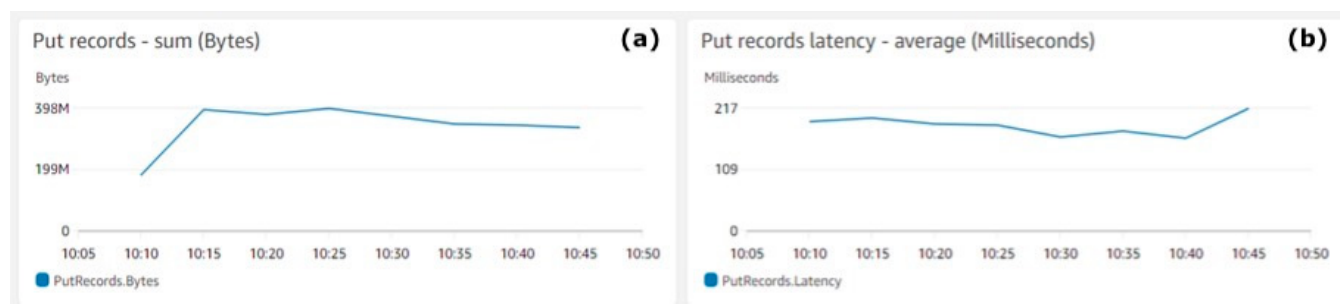 Put records - sum (Bytes) (a)
Bytes
398M
199M
0
10:05 10:10 10:15 10:20 10:25 10:30 10:35 10:40 10:45 10:50
PutRecords.Bytes
Put records latency - average (Milliseconds) (b)
Milliseconds
217
109
0
10:05 10:10 10:15 10:20 10:25 10:30 10:35 10:40 10:45 10:50
PutRecords.Latency